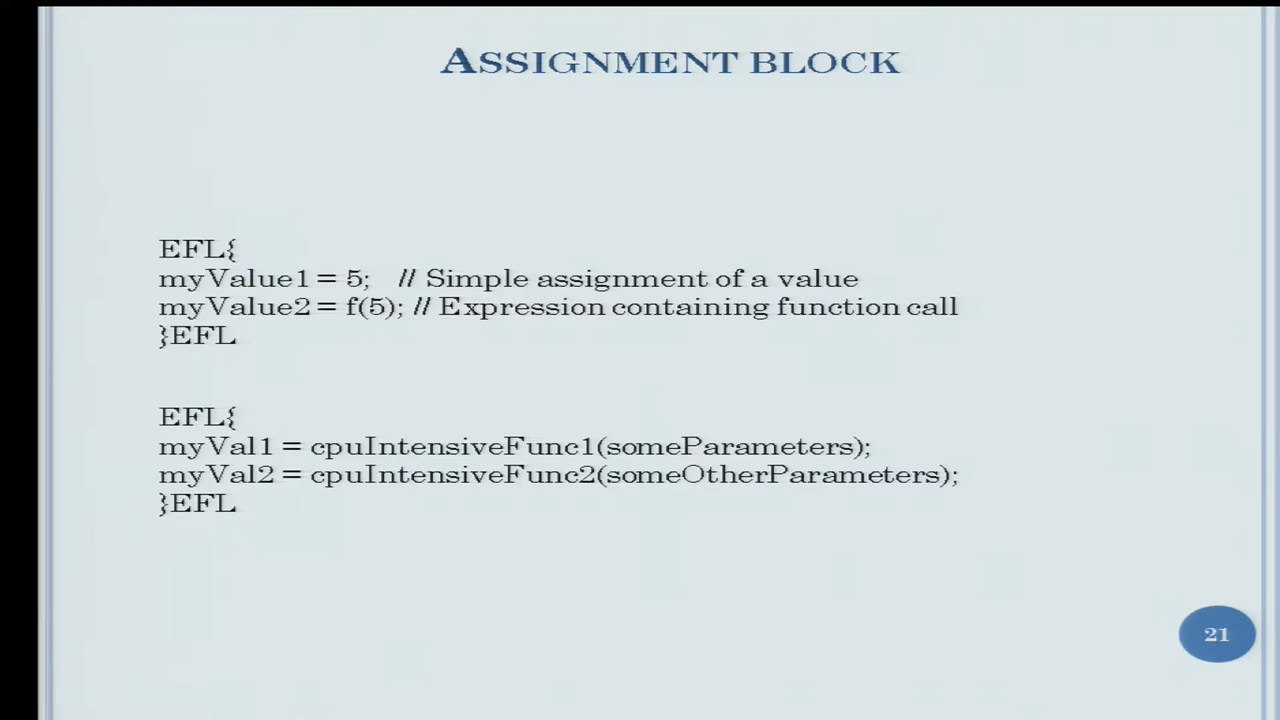 ASSIGNMENT BLOCK
EFL{
myValue1 = 5; // Simple assignment of a value
myValue2 = f(5); // Expression containing function call
}EFL
EFL{
myVal1 = cpuIntensiveFunc1(someParameters);
myVal2 = cpuIntensiveFunc2(someOtherParameters);
}EFL
21